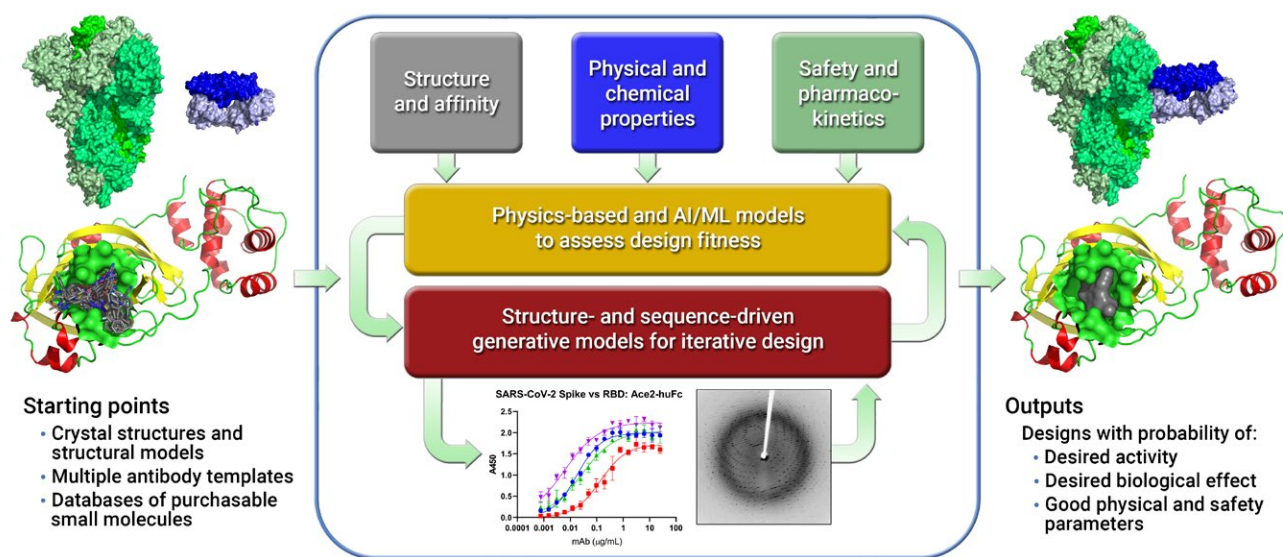 Structure
and affinity
Physical and
chemical
properties
Safety and
pharmaco-
kinetics
Physics-based and AI/ML models
to assess design fitness
Structure- and sequence-driven
generative models for iterative design
Starting points
• Crystal structures and
structural models
• Multiple antibody templates
• Databases of purchasable
small molecules
SARS-CoV-2 Spike vs RBD: Ace2-huFc
A450
2.5
2.0
1.5
1.0
0.5
0.0
0.0001 0.001 0.01 0.1 1 10 100
mAb (µg/mL)
Outputs
Designs with probability of:
• Desired activity
• Desired biological effect
• Good physical and safety
parameters